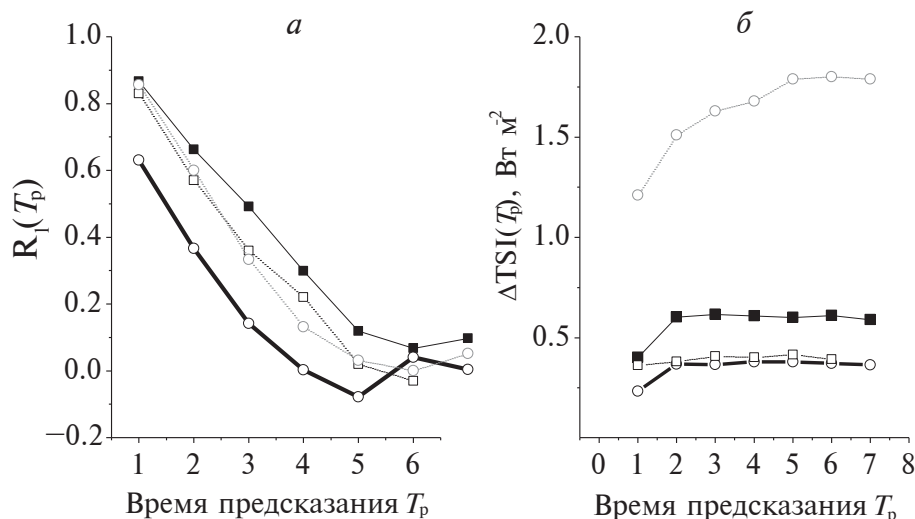 а
1.0
0.8
0.6
0.4
0.2
0.0
−0.2
R₁(Tₚ)
1 2 3 4 5 6
Время предсказания Tₚ
б
2.0
1.5
1.0
0.5
ΔTSI(Tₚ), Вт м⁻²
0 1 2 3 4 5 6 7 8
Время предсказания Tₚ